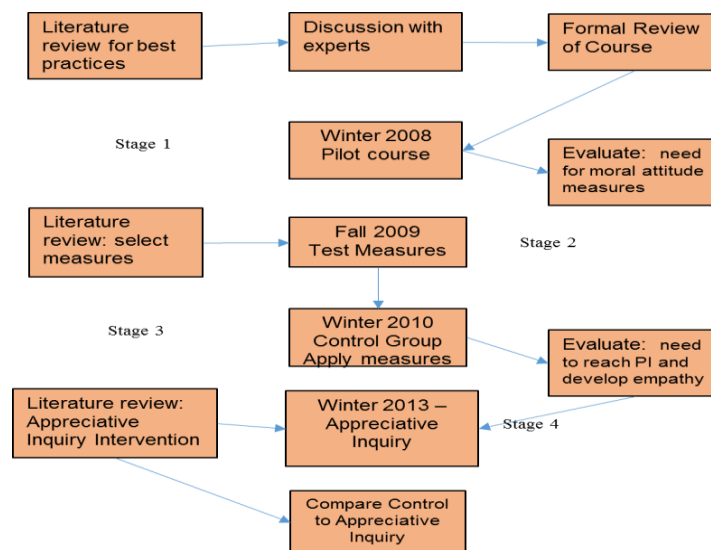 Literature
review for best
practices
Discussion with
experts
Formal Review
of Course
Stage 1
Winter 2008
Pilot course
Evaluate: need
for moral attitude
measures
Literature
review: select
measures
Fall 2009
Test Measures
Stage 2
Stage 3
Winter 2010
Control Group
Apply measures
Evaluate: need
to reach PI and
develop empathy
Literature review:
Appreciative
Inquiry Intervention
Winter 2013 –
Appreciative
Inquiry
Stage 4
Compare Control
to Appreciative
Inquiry